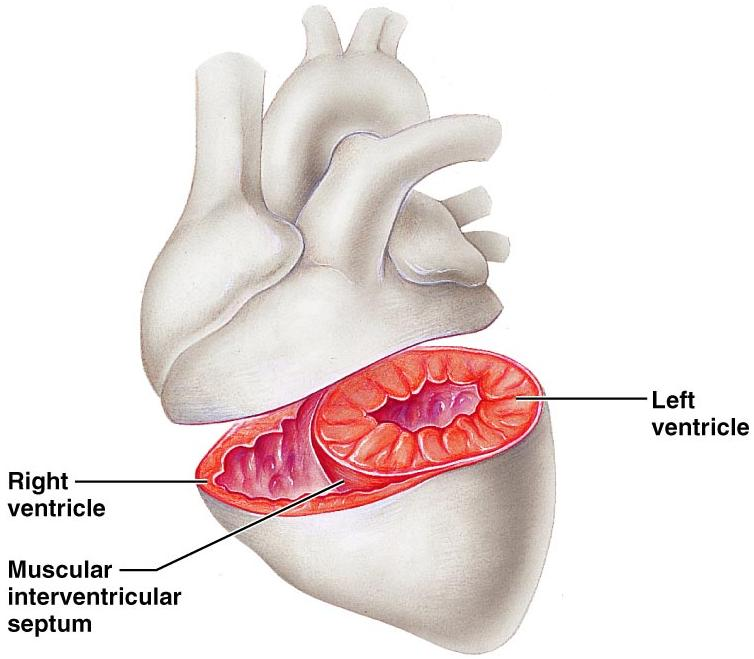 Left
ventricle
Right
ventricle
Muscular
interventricular
septum